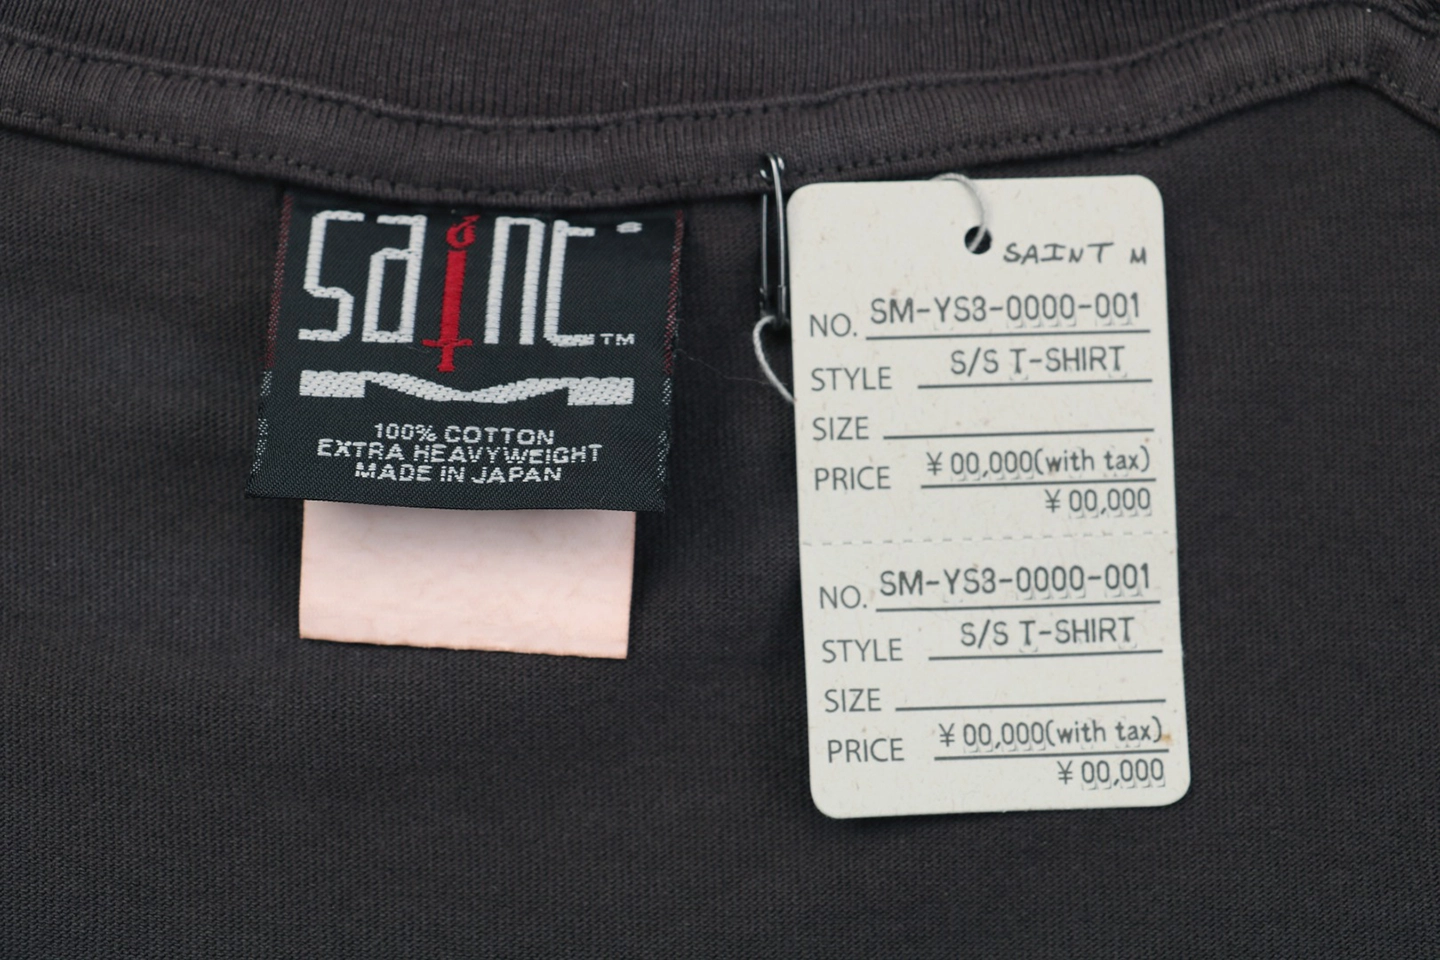 saint S
TM
100% COTTON
EXTRA HEAVYWEIGHT
MADE IN JAPAN
SAINT M
NO. SM-YS3-0000-001
STYLE S/S T-SHIRT
SIZE
PRICE ¥00,000(with tax)
¥00,000
NO. SM-YS3-0000-001
STYLE S/S T-SHIRT
SIZE
PRICE ¥00,000(with tax)
¥00,000